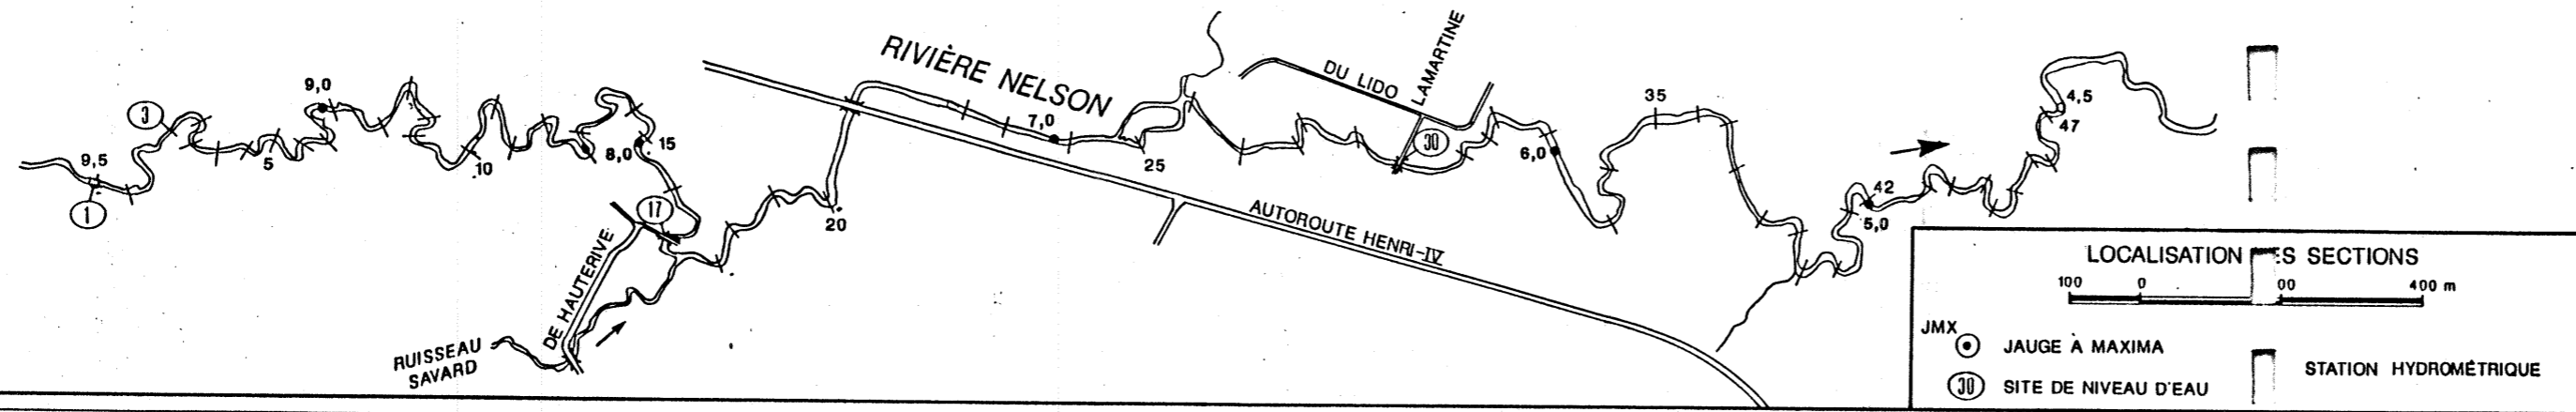 RIVIÈRE NELSON
DU LIDO
LAMARTINE
AUTOROUTE HENRI-IV
DE HAUTERIVE
RUISSEAU
SAVARD
9,5
1
3
5
9,0
10
8,0
15
17
20
7,0
25
30
6,0
35
42
5,0
4,5
47
LOCALISATION ES SECTIONS
100 0 00 400 m
JMX
JAUGE À MAXIMA
30 SITE DE NIVEAU D'EAU
STATION HYDROMÉTRIQUE